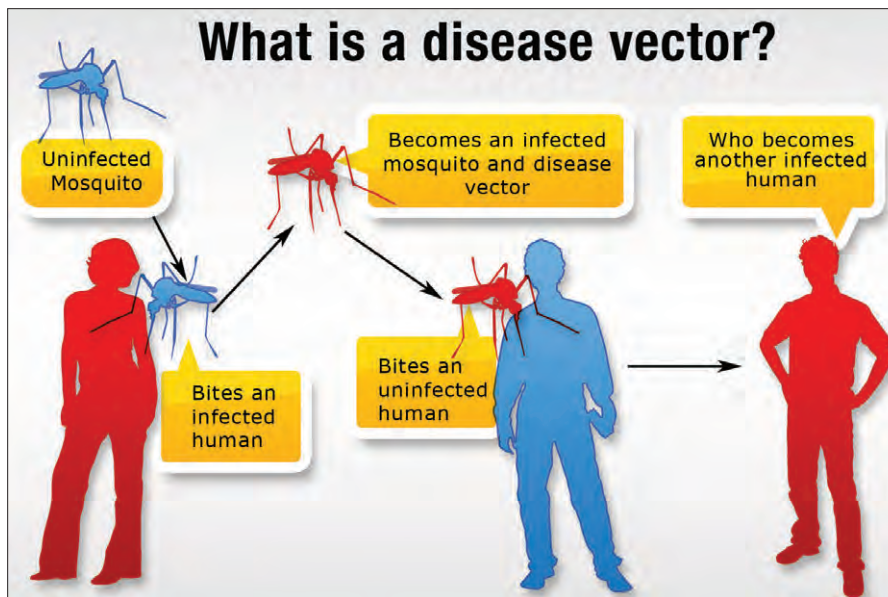 What is a disease vector?
Uninfected
Mosquito
Becomes an infected
mosquito and disease
vector
Who becomes
another infected
human
Bites an
infected
human
Bites an
uninfected
human